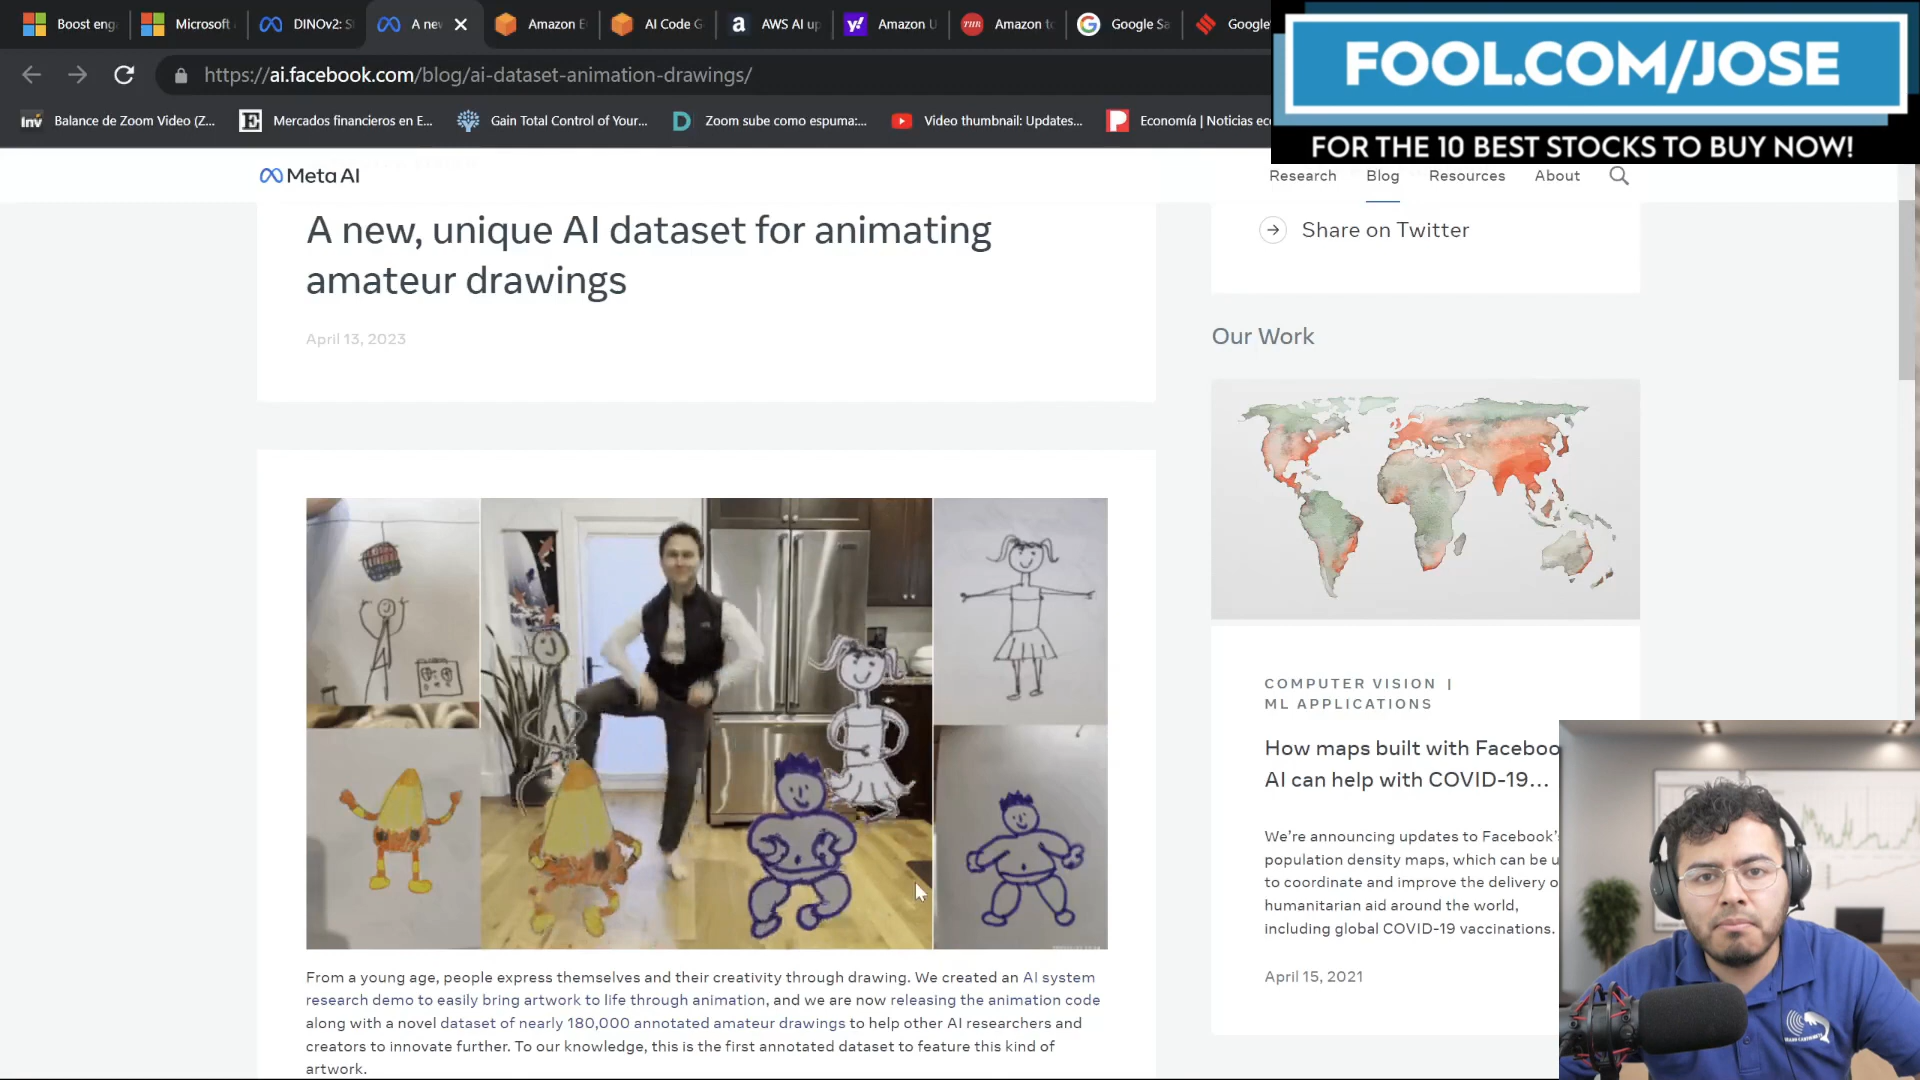 Boost eng
Microsoft
DINOv2: S
A new
Amazon E
AI Code G
AWS AI up
Amazon U
Amazon to
Google Sa
Google'
FOOL.COM/JOSE
FOR THE 10 BEST STOCKS TO BUY NOW!
https://ai.facebook.com/blog/ai-dataset-animation-drawings/
Inv
Balance de Zoom Video (Z...
Mercados financieros en E...
Gain Total Control of Your...
Zoom sube como espuma:...
Video thumbnail: Updates...
Economía | Noticias ec
Meta AI
Research
Blog
Resources
About
A new, unique AI dataset for animating
amateur drawings
April 13, 2023
Share on Twitter
Our Work
From a young age, people express themselves and their creativity through drawing. We created an AI system
research demo to easily bring artwork to life through animation, and we are now releasing the animation code
along with a novel dataset of nearly 180,000 annotated amateur drawings to help other AI researchers and
creators to innovate further. To our knowledge, this is the first annotated dataset to feature this kind of
artwork.
COMPUTER VISION |
ML APPLICATIONS
How maps built with Faceboo
AI can help with COVID-19...
We're announcing updates to Facebook's
population density maps, which can be u
to coordinate and improve the delivery o
humanitarian aid around the world,
including global COVID-19 vaccinations.
April 15, 2021